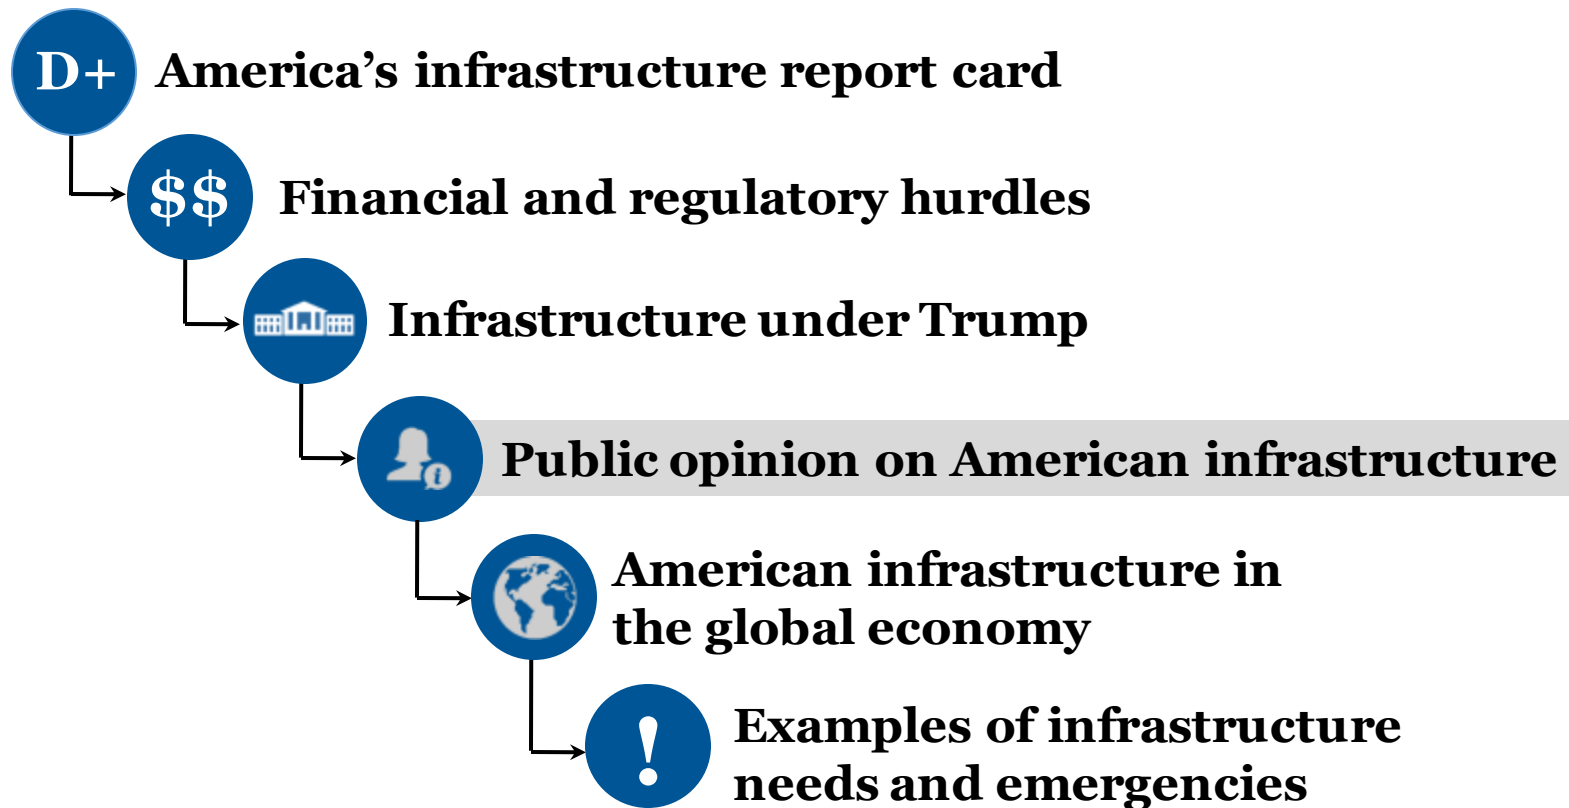 D+ America’s infrastructure report card
$$ Financial and regulatory hurdles
Infrastructure under Trump
Public opinion on American infrastructure
i
American infrastructure in
the global economy
! Examples of infrastructure
needs and emergencies